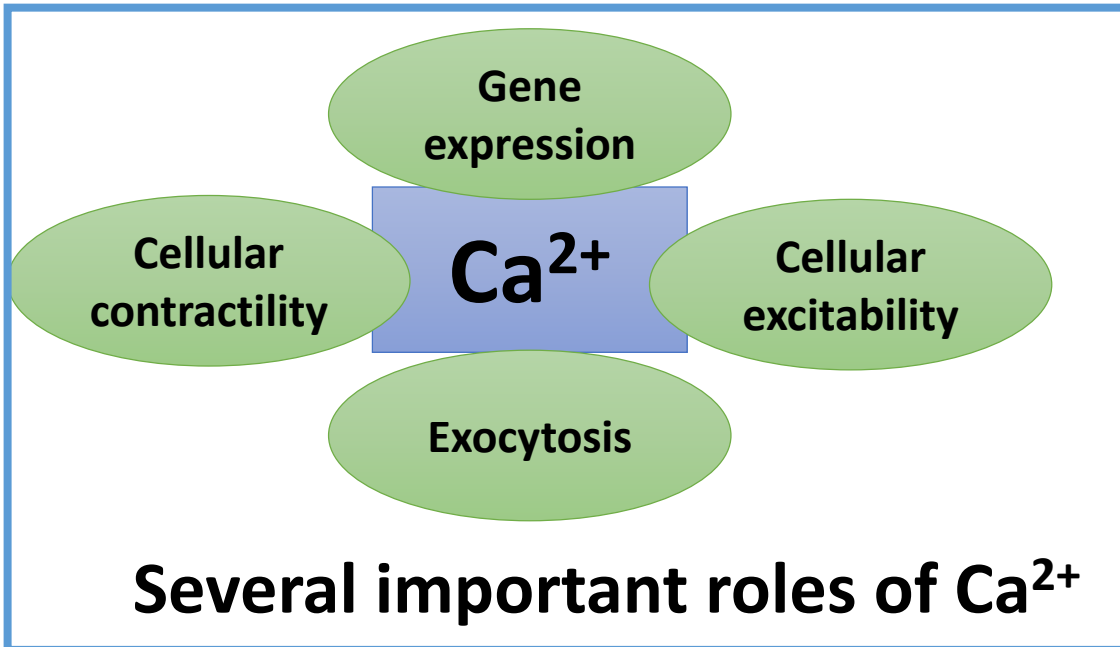 Gene
expression
Cellular
contractility
Ca²⁺
Cellular
excitability
Exocytosis
Several important roles of Ca²⁺